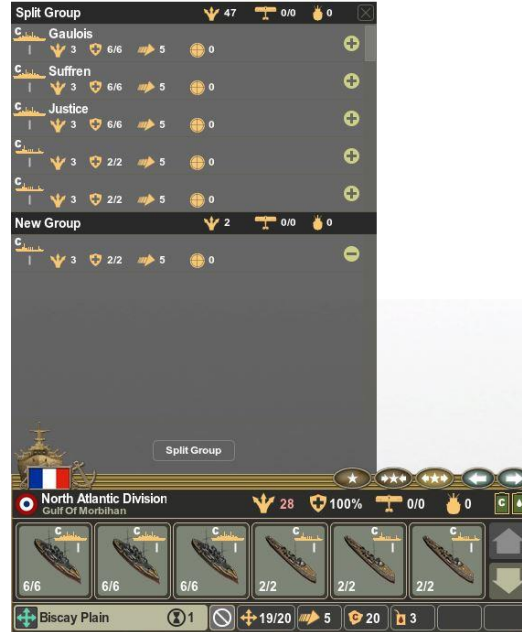 Split Group 47 0/0 0
C Gaulois
I 3 6/6 5 0
C Suffren
I 3 6/6 5 0
C Justice
I 3 6/6 5 0
C
I 3 2/2 5 0
C
I 3 2/2 5 0
New Group 2 0/0 0
C
I 3 2/2 5 0
Split Group
North Atlantic Division 28 100% 0/0 0 C
Gulf Of Morbihan
C C C C C C
I I I I I I
6/6 6/6 6/6 2/2 2/2 2/2
Biscay Plain 1 19/20 5 C 20 3